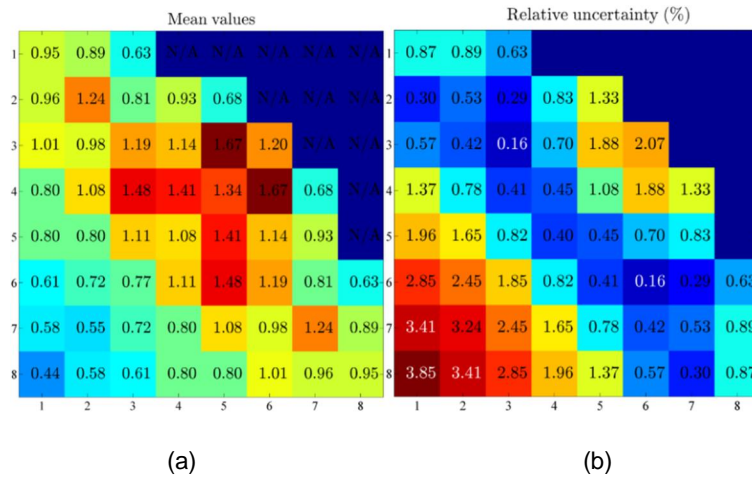 Mean values Relative uncertainty (%)
1 0.95 0.89 0.63 N/A N/A N/A N/A N/A 1 0.87 0.89 0.63
2 0.96 1.24 0.81 0.93 0.68 N/A N/A N/A 2 0.30 0.53 0.29 0.83 1.33
3 1.01 0.98 1.19 1.14 1.67 1.20 N/A N/A 3 0.57 0.42 0.16 0.70 1.88 2.07
4 0.80 1.08 1.48 1.41 1.34 1.67 0.68 N/A 4 1.37 0.78 0.41 0.45 1.08 1.88 1.33
5 0.80 0.80 1.11 1.08 1.41 1.14 0.93 N/A 5 1.96 1.65 0.82 0.40 0.45 0.70 0.83
6 0.61 0.72 0.77 1.11 1.48 1.19 0.81 0.63 6 2.85 2.45 1.85 0.82 0.41 0.16 0.29 0.63
7 0.58 0.55 0.72 0.80 1.08 0.98 1.24 0.89 7 3.41 3.24 2.45 1.65 0.78 0.42 0.53 0.89
8 0.44 0.58 0.61 0.80 0.80 1.01 0.96 0.95 8 3.85 3.41 2.85 1.96 1.37 0.57 0.30 0.87
1 2 3 4 5 6 7 8 1 2 3 4 5 6 7 8
(a) (b)